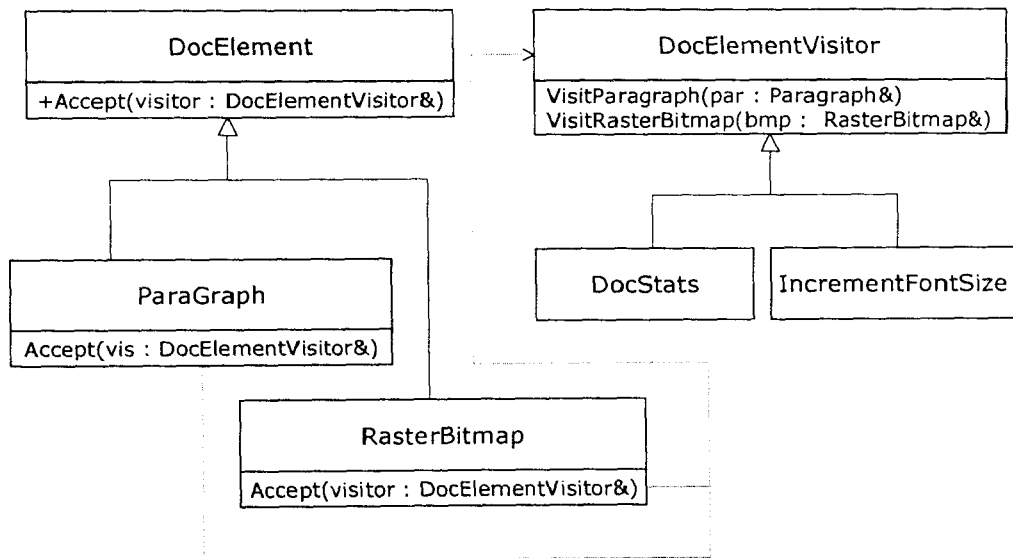 DocElement
+Accept(visitor : DocElementVisitor&)
DocElementVisitor
VisitParagraph(par : Paragraph&)
VisitRasterBitmap(bmp : RasterBitmap&)
ParaGraph
Accept(vis : DocElementVisitor&)
DocStats
IncrementFontSize
RasterBitmap
Accept(visitor : DocElementVisitor&)